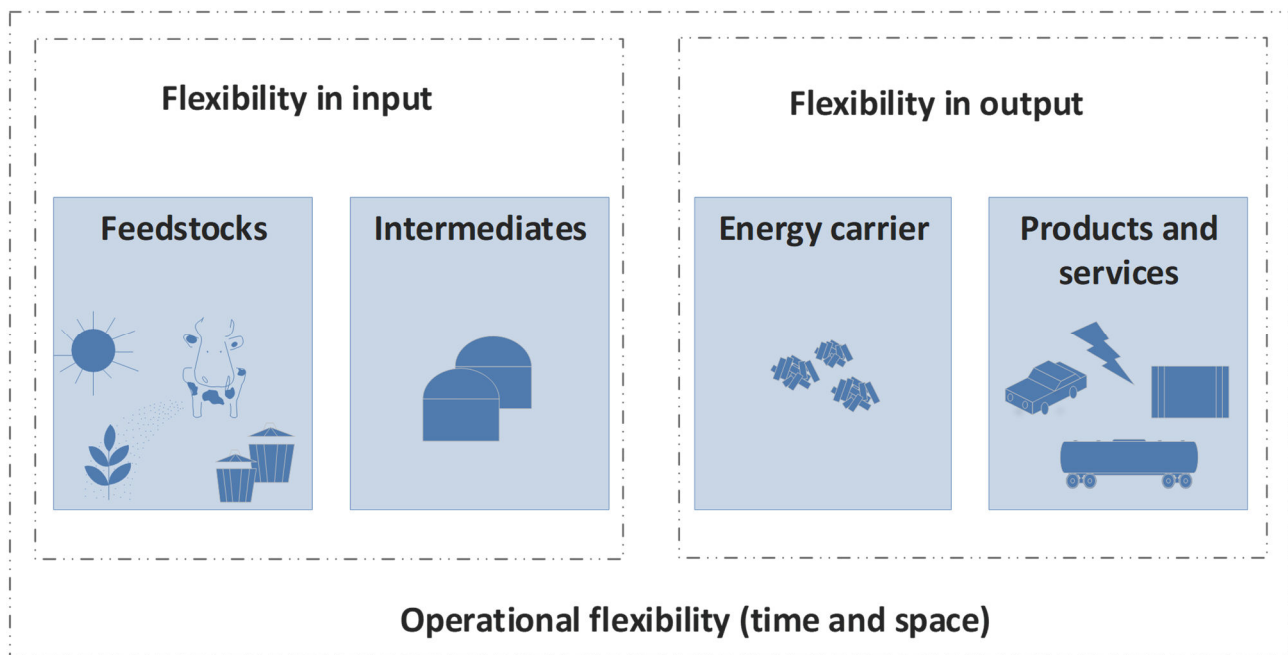 Flexibility in input
Flexibility in output
Feedstocks
Intermediates
Energy carrier
Products and
services
Operational flexibility (time and space)